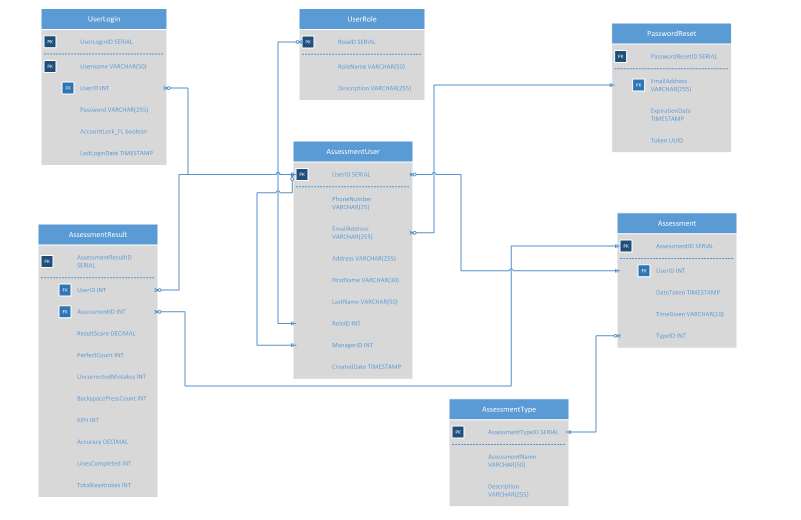 UserLogin
PK UserLoginID SERIAL
PK Username VARCHAR(50)
FK UserID INT
Password VARCHAR(255)
AccountLock_FL boolean
LastLoginDate TIMESTAMP
UserRole
PK RoleID SERIAL
RoleName VARCHAR(50)
Description VARCHAR(255)
PasswordReset
PK PasswordResetID SERIAL
FK EmailAddress
VARCHAR(255)
ExpirationDate
TIMESTAMP
Token UUID
AssessmentUser
PK UserID SERIAL
PhoneNumber
VARCHAR(75)
EmailAddress
VARCHAR(255)
Address VARCHAR(255)
FirstName VARCHAR(30)
LastName VARCHAR(50)
RoleID INT
ManagerID INT
CreatedDate TIMESTAMP
AssessmentResult
PK AssessmentResultID
SERIAL
FK UserID INT
FK AssessmentID INT
ResultScore DECIMAL
PerfectCount INT
UncorrectedMistakes INT
BackspacePressCount INT
KPH INT
Accuracy DECIMAL
LinesCompleted INT
TotalKeystrokes INT
Assessment
PK AssessmentID SERIAL
FK UserID INT
DateTaken TIMESTAMP
TimeGiven VARCHAR(10)
TypeID INT
AssessmentType
PK AssessmentTypeID SERIAL
AssessmentName
VARCHAR(50)
Description
VARCHAR(255)